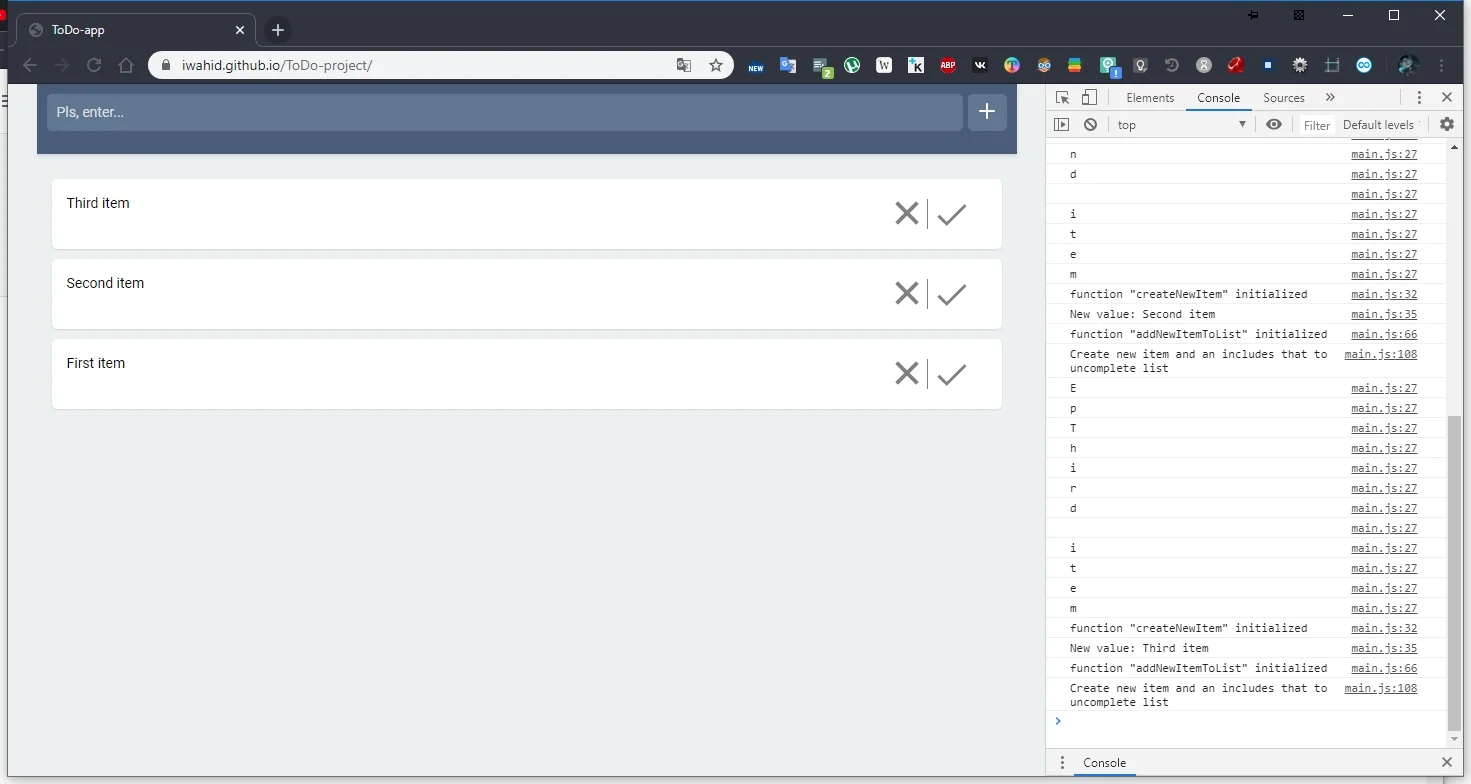 ToDo-app
iwahid.github.io/ToDo-project/
NEW
2
W
K
ABP
Pls, enter...
Third item
Second item
First item
Elements Console Sources »
top Filter Default levels
n main.js:27
d main.js:27
main.js:27
i main.js:27
t main.js:27
e main.js:27
m main.js:27
function "createNewItem" initialized main.js:32
New value: Second item main.js:35
function "addNewItemToList" initialized main.js:66
Create new item and an includes that to main.js:108
uncomplete list
E main.js:27
p main.js:27
T main.js:27
h main.js:27
i main.js:27
r main.js:27
d main.js:27
main.js:27
i main.js:27
t main.js:27
e main.js:27
m main.js:27
function "createNewItem" initialized main.js:32
New value: Third item main.js:35
function "addNewItemToList" initialized main.js:66
Create new item and an includes that to main.js:108
uncomplete list
Console